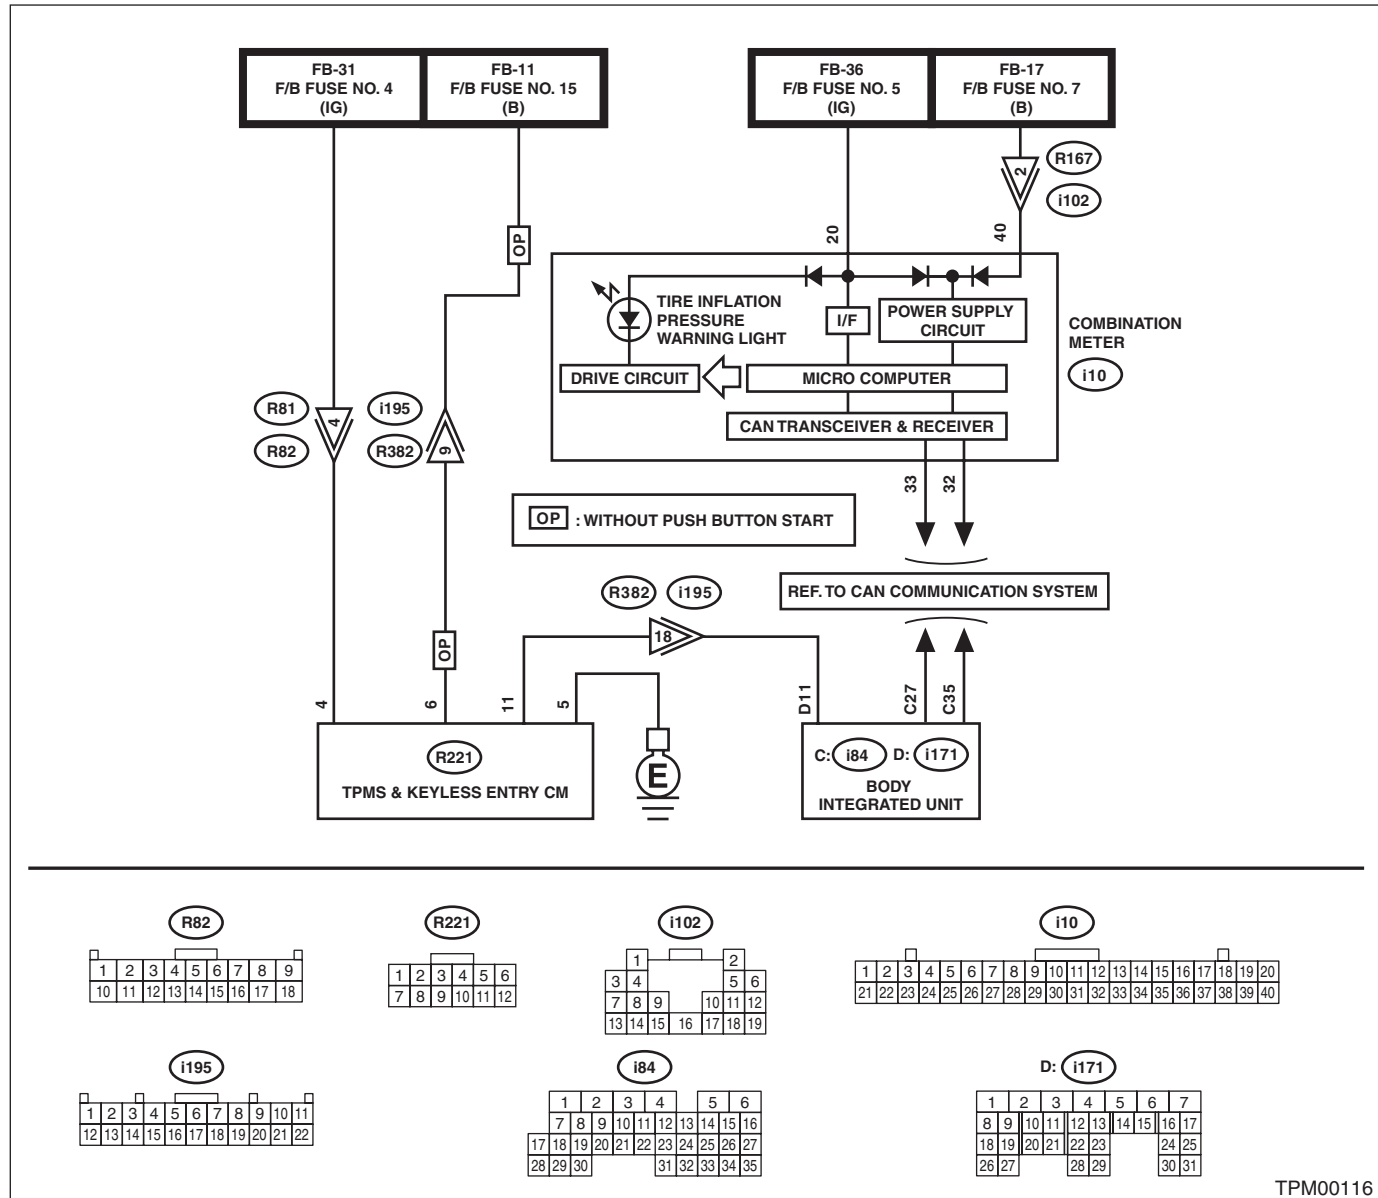 FB-31
F/B FUSE NO. 4
(IG)
FB-11
F/B FUSE NO. 15
(B)
FB-36
F/B FUSE NO. 5
(IG)
FB-17
F/B FUSE NO. 7
(B)
2
R167
i102
OP
20
40
TIRE INFLATION
PRESSURE
WARNING LIGHT
I/F
POWER SUPPLY
CIRCUIT
COMBINATION
METER
i10
DRIVE CIRCUIT
MICRO COMPUTER
CAN TRANSCEIVER & RECEIVER
R81
R82
4
i195
R382
9
33
32
OP : WITHOUT PUSH BUTTON START
REF. TO CAN COMMUNICATION SYSTEM
R382 i195
18
OP
4
6
11
5
D11
C27
C35
R221
TPMS & KEYLESS ENTRY CM
E
C: i84 D: i171
BODY
INTEGRATED UNIT
R82
1 2 3 4 5 6 7 8 9
10 11 12 13 14 15 16 17 18
R221
1 2 3 4 5 6
7 8 9 10 11 12
i102
1 2
3 4 5 6
7 8 9 10 11 12
13 14 15 16 17 18 19
i10
1 2 3 4 5 6 7 8 9 10 11 12 13 14 15 16 17 18 19 20
21 22 23 24 25 26 27 28 29 30 31 32 33 34 35 36 37 38 39 40
i195
1 2 3 4 5 6 7 8 9 10 11
12 13 14 15 16 17 18 19 20 21 22
i84
1 2 3 4 5 6
7 8 9 10 11 12 13 14 15 16
17 18 19 20 21 22 23 24 25 26 27
28 29 30 31 32 33 34 35
D: i171
1 2 3 4 5 6 7
8 9 10 11 12 13 14 15 16 17
18 19 20 21 22 23 24 25
26 27 28 29 30 31
TPM00116